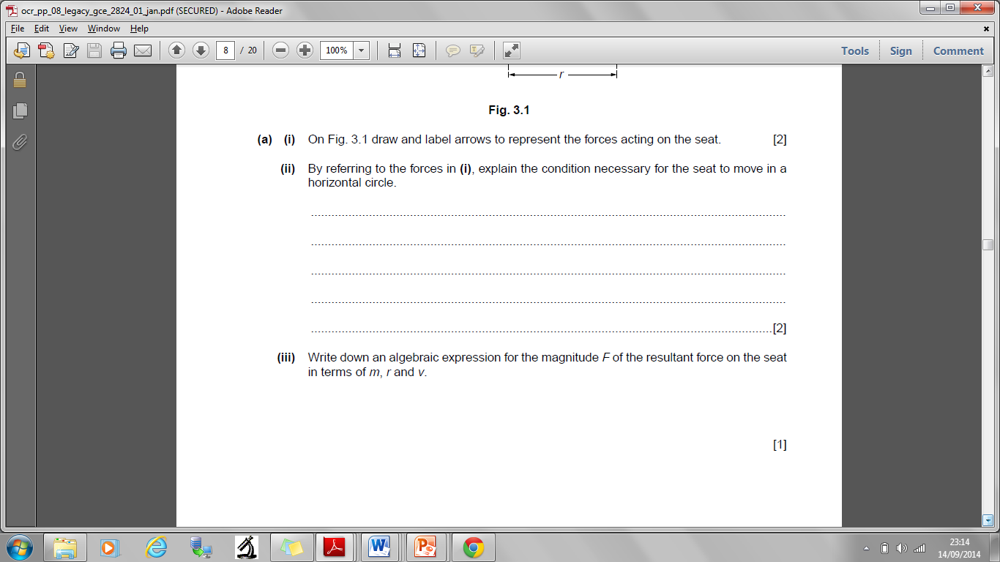 ocr_pp_08_legacy_gce_2824_01_jan.pdf (SECURED) - Adobe Reader
File Edit View Window Help
8 / 20 100% Tools Sign Comment
r
Fig. 3.1
(a) (i) On Fig. 3.1 draw and label arrows to represent the forces acting on the seat. [2]
(ii) By referring to the forces in (i), explain the condition necessary for the seat to move in a
horizontal circle.
[2]
(iii) Write down an algebraic expression for the magnitude F of the resultant force on the seat
in terms of m, r and v.
[1]
23:14
14/09/2014